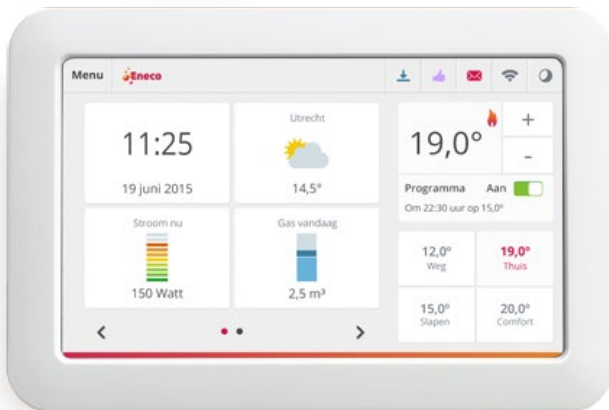 Menu
Eneco
11:25
19 juni 2015
Utrecht
14,5°
Stroom nu
150 Watt
Gas vandaag
2,5 m³
19,0°
+
-
Programma Aan
Om 22:30 uur op 15,0°
12,0°
Weg
19,0°
Thuis
15,0°
Slapen
20,0°
Comfort